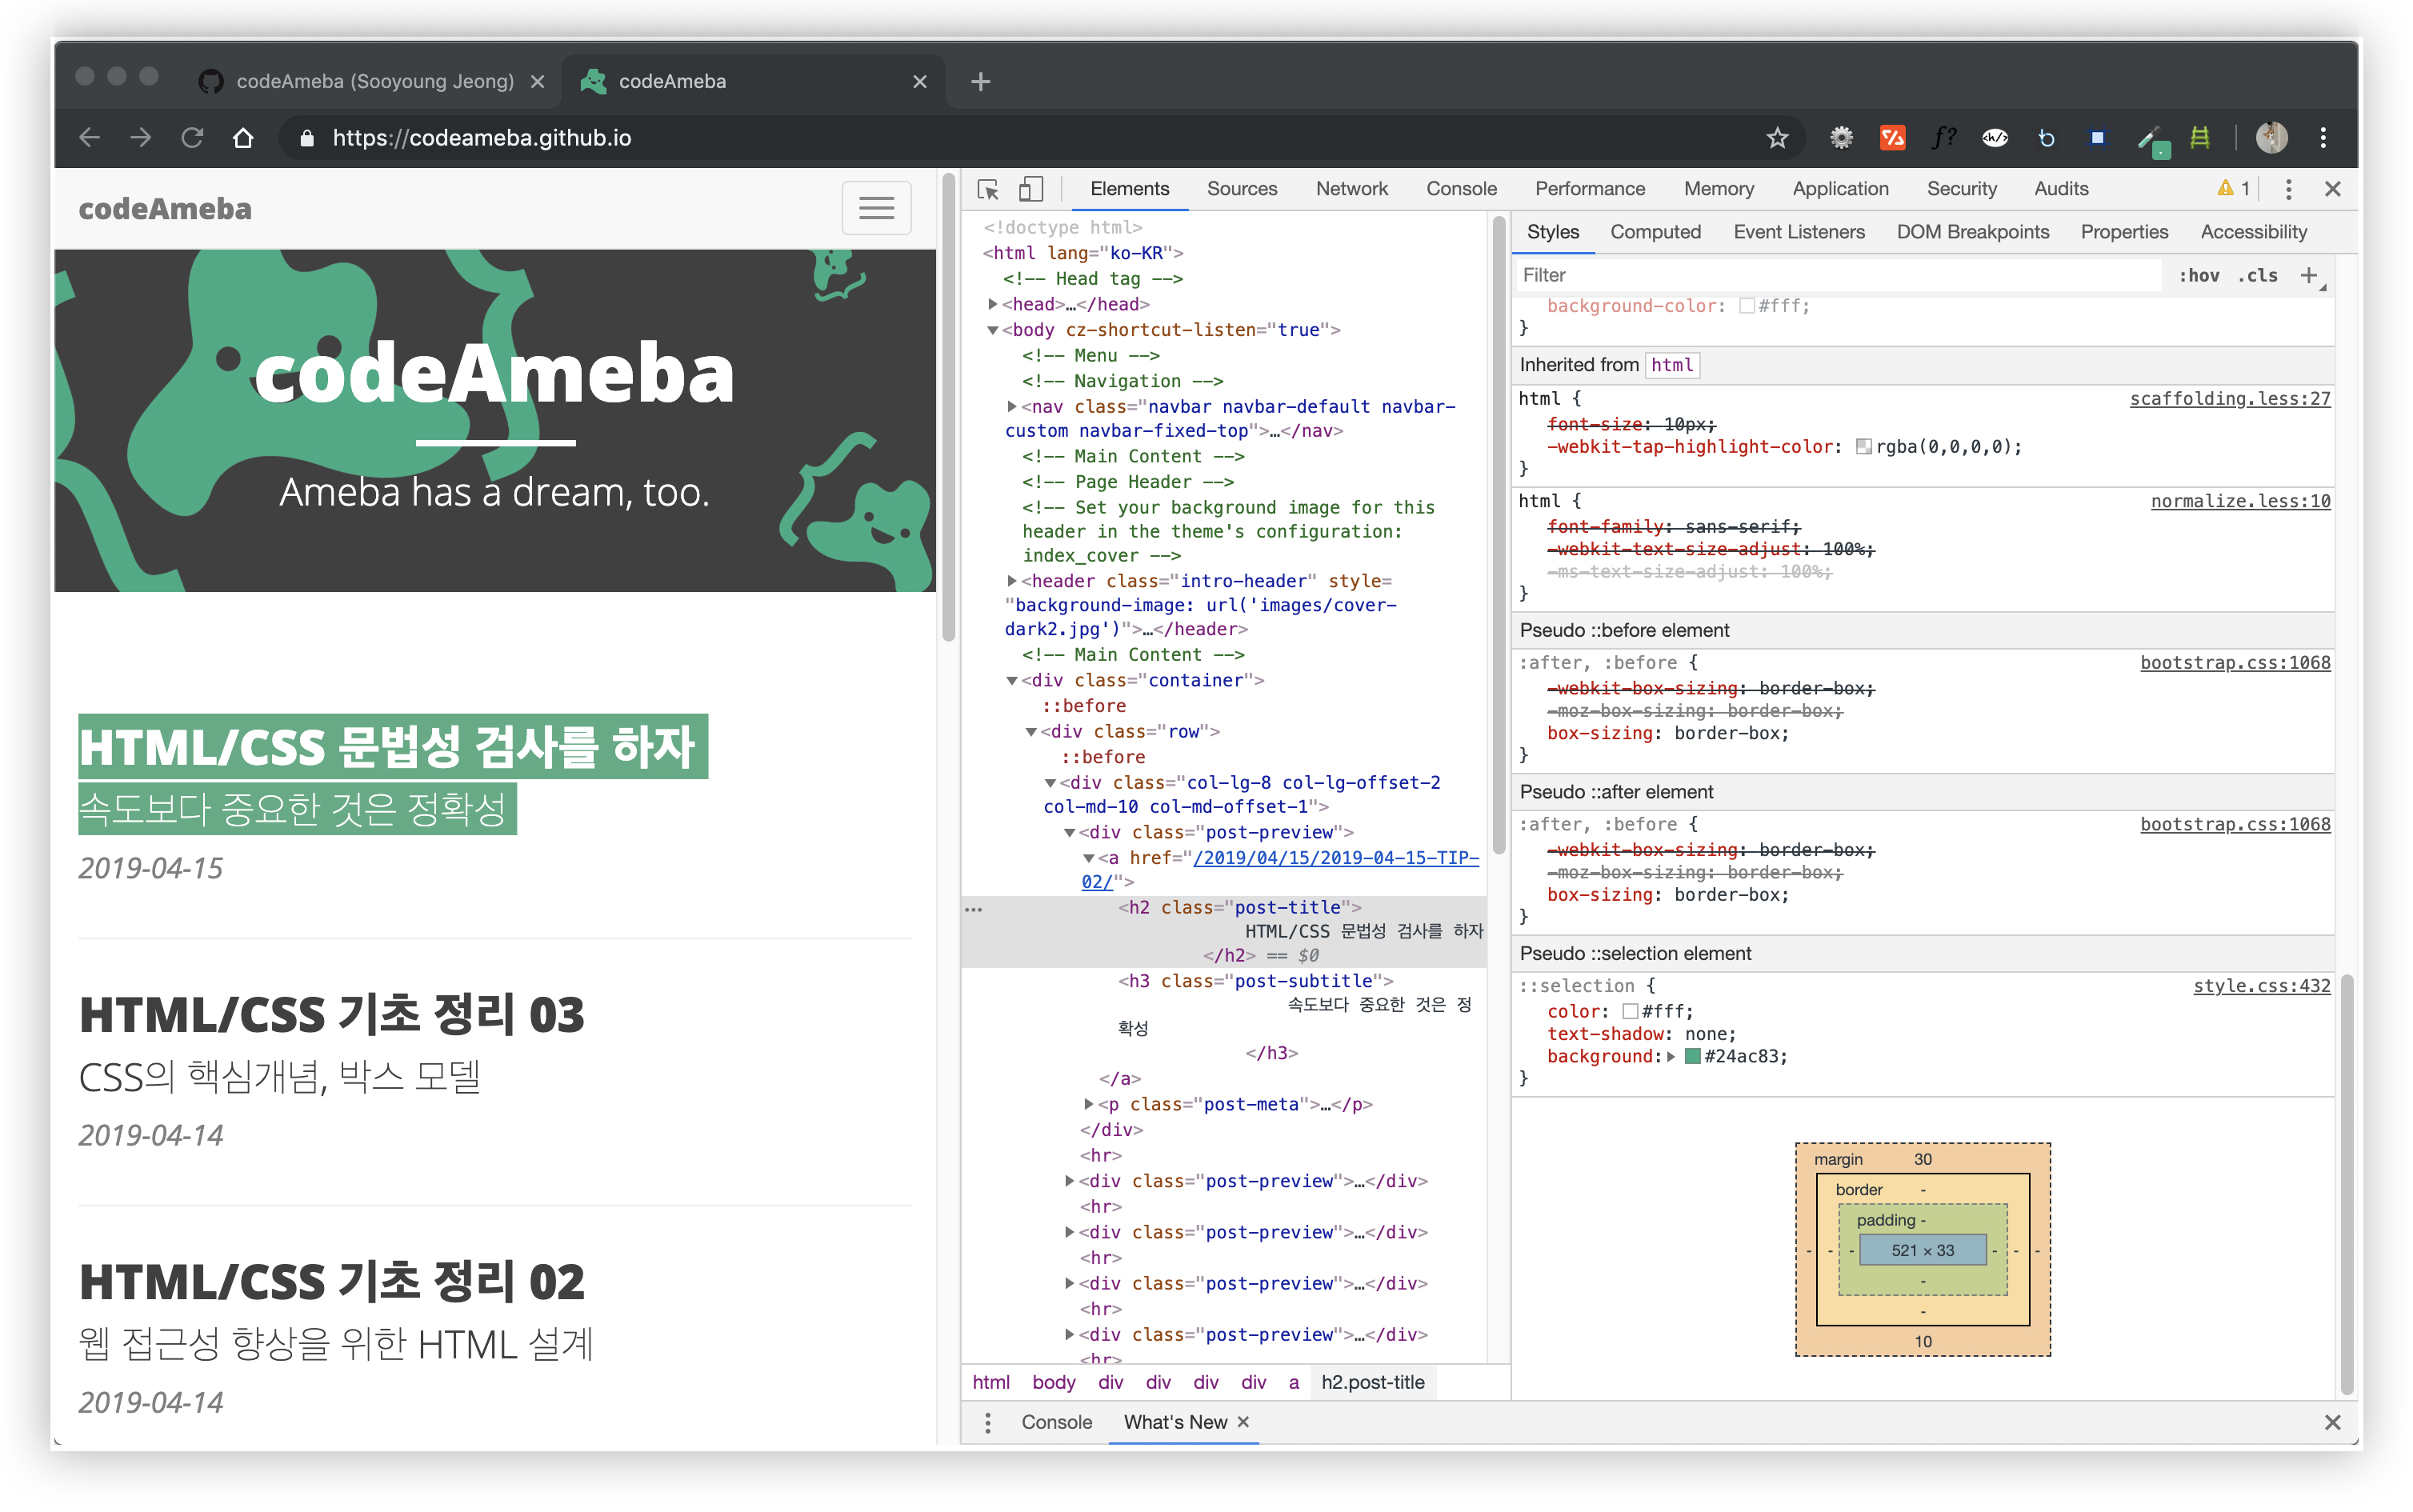 codeAmeba (Sooyoung Jeong)
codeAmeba
https://codeameba.github.io
f?
<h/>
codeAmeba
codeAmeba
Ameba has a dream, too.
HTML/CSS 문법성 검사를 하자
속도보다 중요한 것은 정확성
2019-04-15
HTML/CSS 기초 정리 03
CSS의 핵심개념, 박스 모델
2019-04-14
HTML/CSS 기초 정리 02
웹 접근성 향상을 위한 HTML 설계
2019-04-14
Elements Sources Network Console Performance Memory Application Security Audits 1
<!doctype html>
<html lang="ko-KR">
<!-- Head tag -->
<head>…</head>
<body cz-shortcut-listen="true">
<!-- Menu -->
<!-- Navigation -->
<nav class="navbar navbar-default navbar-
custom navbar-fixed-top">…</nav>
<!-- Main Content -->
<!-- Page Header -->
<!-- Set your background image for this
header in the theme's configuration:
index_cover -->
<header class="intro-header" style=
"background-image: url('images/cover-
dark2.jpg')">…</header>
<!-- Main Content -->
<div class="container">
::before
<div class="row">
::before
<div class="col-lg-8 col-lg-offset-2
col-md-10 col-md-offset-1">
<div class="post-preview">
<a href="/2019/04/15/2019-04-15-TIP-
02/">
… <h2 class="post-title">
HTML/CSS 문법성 검사를 하자
</h2> == $0
<h3 class="post-subtitle">
속도보다 중요한 것은 정
확성
</h3>
</a>
<p class="post-meta">…</p>
</div>
<hr>
<div class="post-preview">…</div>
<hr>
<div class="post-preview">…</div>
<hr>
<div class="post-preview">…</div>
<hr>
<div class="post-preview">…</div>
<hr>
html body div div div div a h2.post-title
Styles Computed Event Listeners DOM Breakpoints Properties Accessibility
Filter :hov .cls +
background-color: #fff;
}
Inherited from html
html { scaffolding.less:27
font-size: 10px;
-webkit-tap-highlight-color: rgba(0,0,0,0);
}
html { normalize.less:10
font-family: sans-serif;
-webkit-text-size-adjust: 100%;
-ms-text-size-adjust: 100%;
}
Pseudo ::before element
:after, :before { bootstrap.css:1068
-webkit-box-sizing: border-box;
-moz-box-sizing: border-box;
box-sizing: border-box;
}
Pseudo ::after element
:after, :before { bootstrap.css:1068
-webkit-box-sizing: border-box;
-moz-box-sizing: border-box;
box-sizing: border-box;
}
Pseudo ::selection element
::selection { style.css:432
color: #fff;
text-shadow: none;
background: #24ac83;
}
margin 30
border -
padding -
- - - 521 × 33 - - -
-
-
10
Console What's New